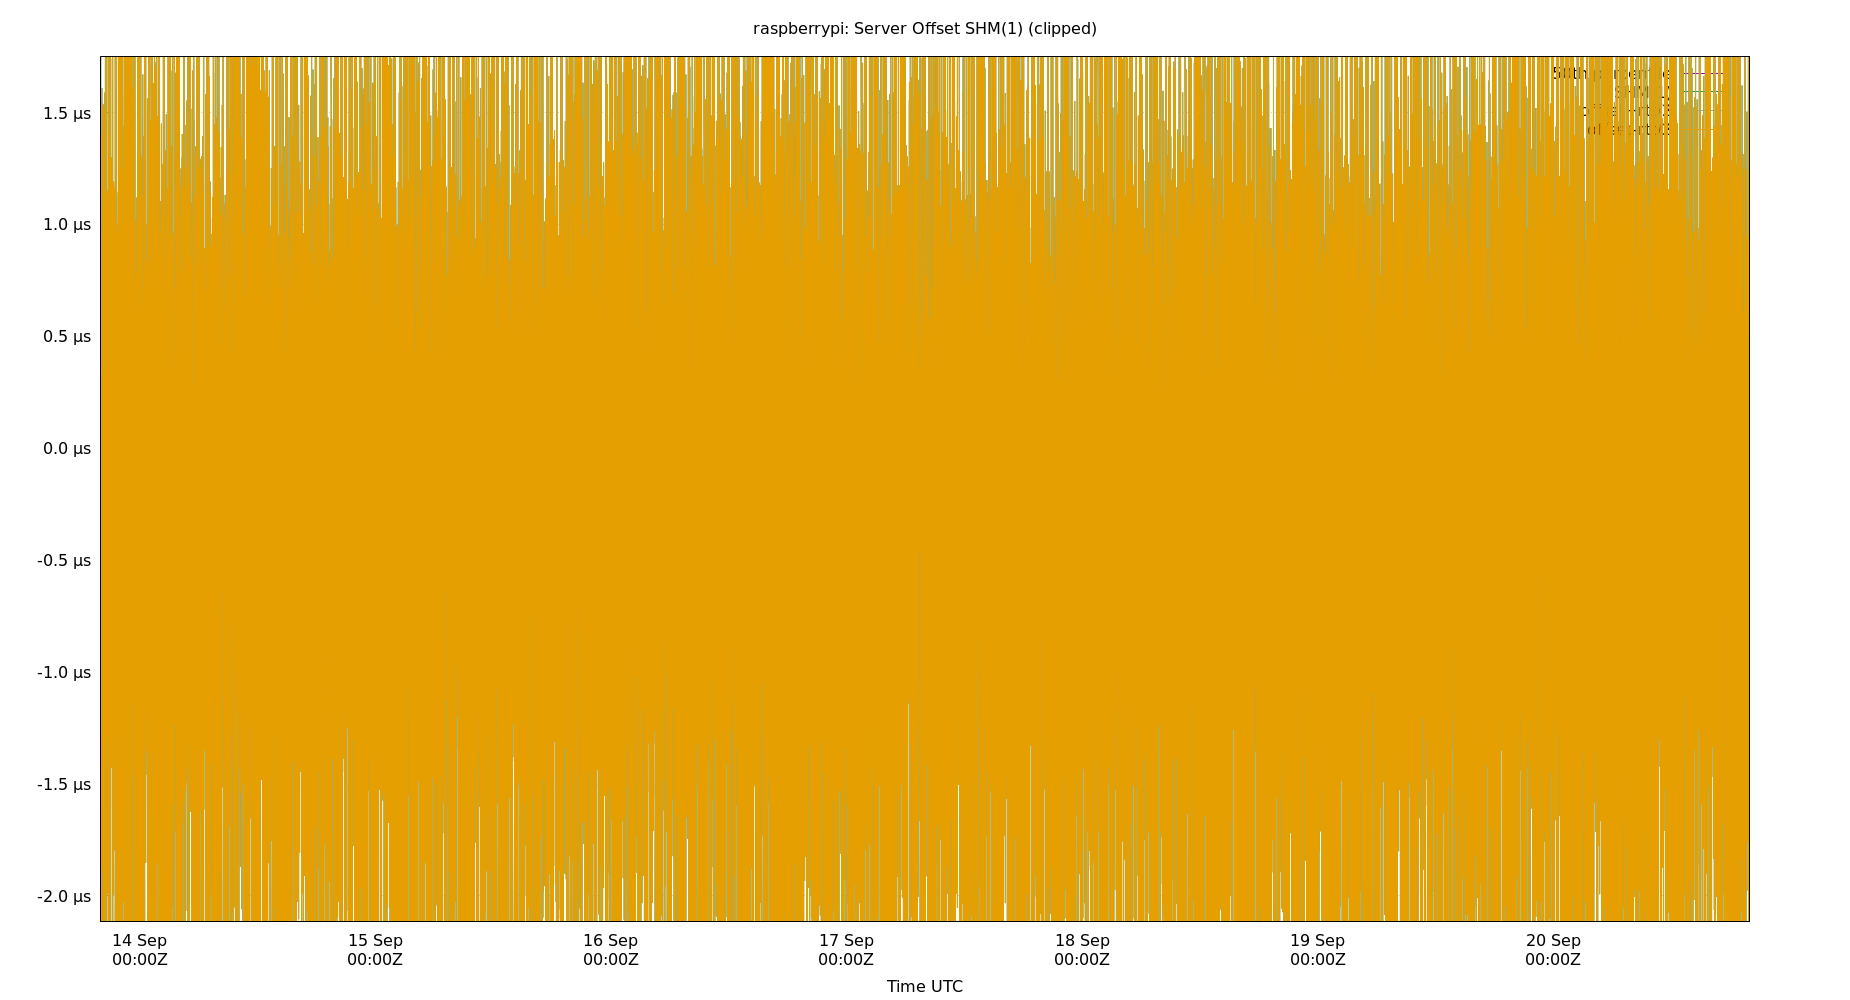 raspberrypi: Server Offset SHM(1) (clipped)
1.5 µs
1.0 µs
0.5 µs
0.0 µs
-0.5 µs
-1.0 µs
-1.5 µs
-2.0 µs
14 Sep 15 Sep 16 Sep 17 Sep 18 Sep 19 Sep 20 Sep
00:00Z 00:00Z 00:00Z 00:00Z 00:00Z 00:00Z 00:00Z
Time UTC